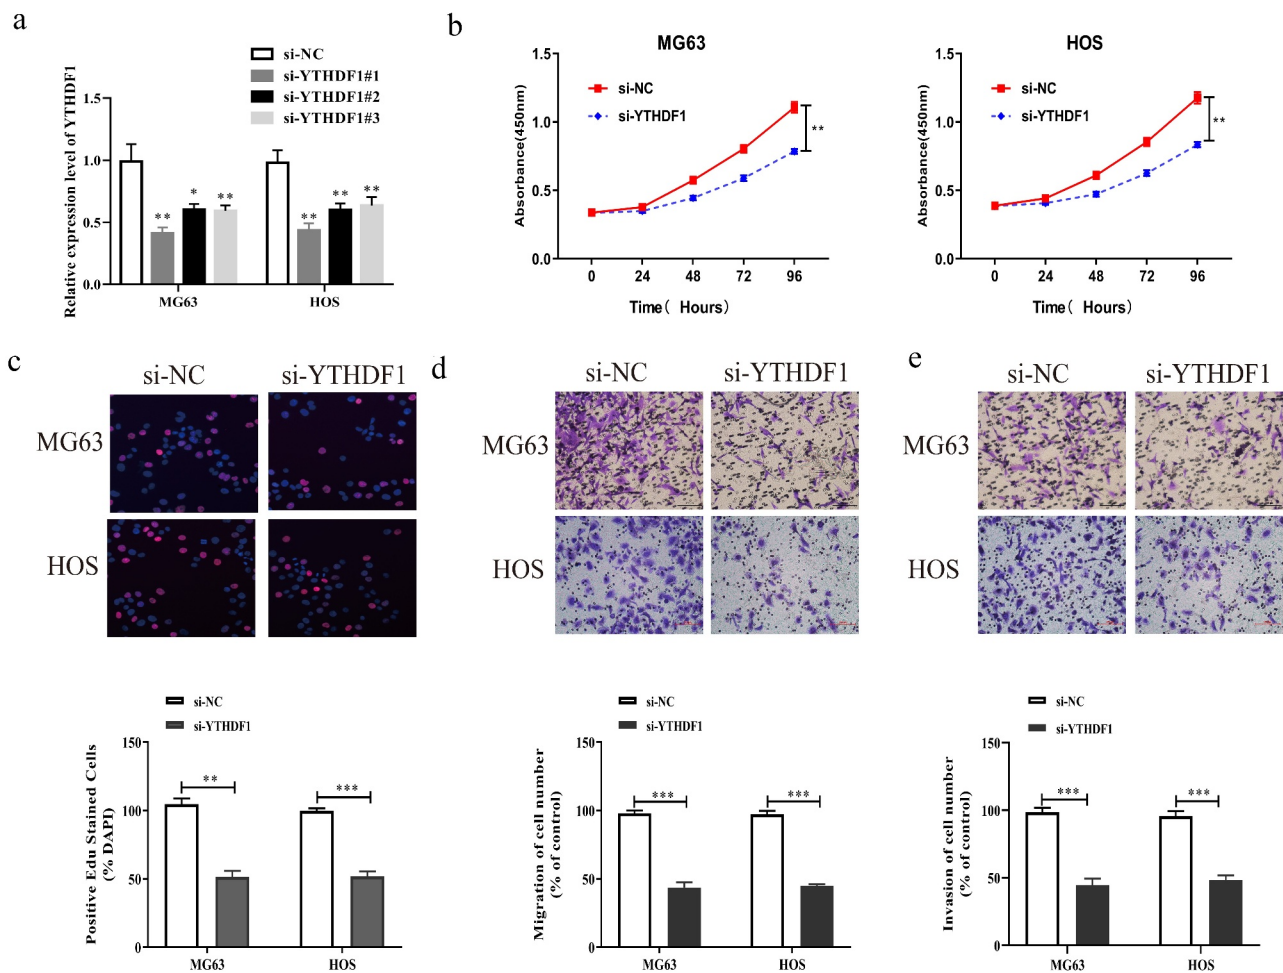 a
si-NC
si-YTHDF1#1
si-YTHDF1#2
si-YTHDF1#3
Relative expression level of YTHDF1
1.5
1.0
0.5
0.0
** * ** ** ** **
MG63 HOS
b
MG63
si-NC
si-YTHDF1
Absorbance(450nm)
1.5
1.0
0.5
0.0
**
0 24 48 72 96
Time( Hours)
HOS
si-NC
si-YTHDF1
Absorbance(450nm)
1.5
1.0
0.5
0.0
**
0 24 48 72 96
Time( Hours)
c
si-NC si-YTHDF1
MG63
HOS
si-NC
si-YTHDF1
Positive Edu Stained Cells
(% DAPI)
150
100
50
0
** ***
MG63 HOS
d
si-NC si-YTHDF1
MG63
HOS
si-NC
si-YTHDF1
Migration of cell number
(% of control)
150
100
50
0
*** ***
MG63 HOS
e
si-NC si-YTHDF1
MG63
HOS
si-NC
si-YTHDF1
Invasion of cell number
(% of control)
150
100
50
0
*** ***
MG63 HOS